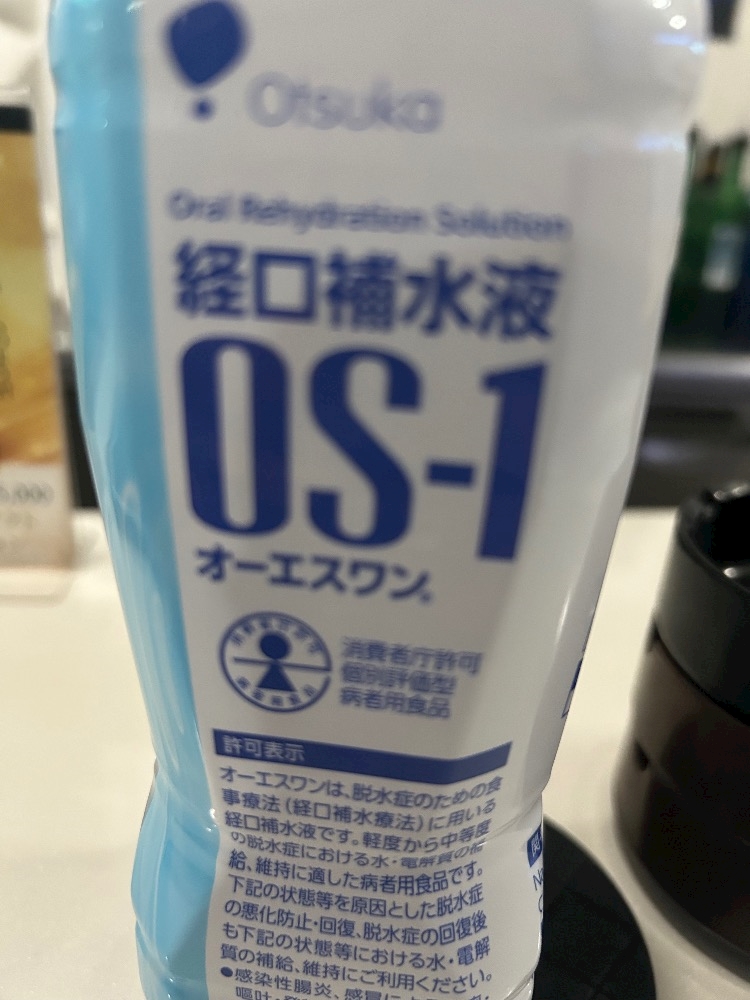 Otsuka
Oral Rehydration Solution
経口補水液
OS-1
オーエスワン®
消費者庁許可
個別評価型
病者用食品
許可表示
オーエスワンは、脱水症のための食
事療法(経口補水療法)に用いる
経口補水液です。軽度から中等度
の脱水症における水・電解質の補
給、維持に適した病者用食品です。
下記の状態等を原因とした脱水症
の悪化防止・回復、脱水症の回復後
も下記の状態等における水・電解
質の補給、維持にご利用ください。
●感染性腸炎、感冒に